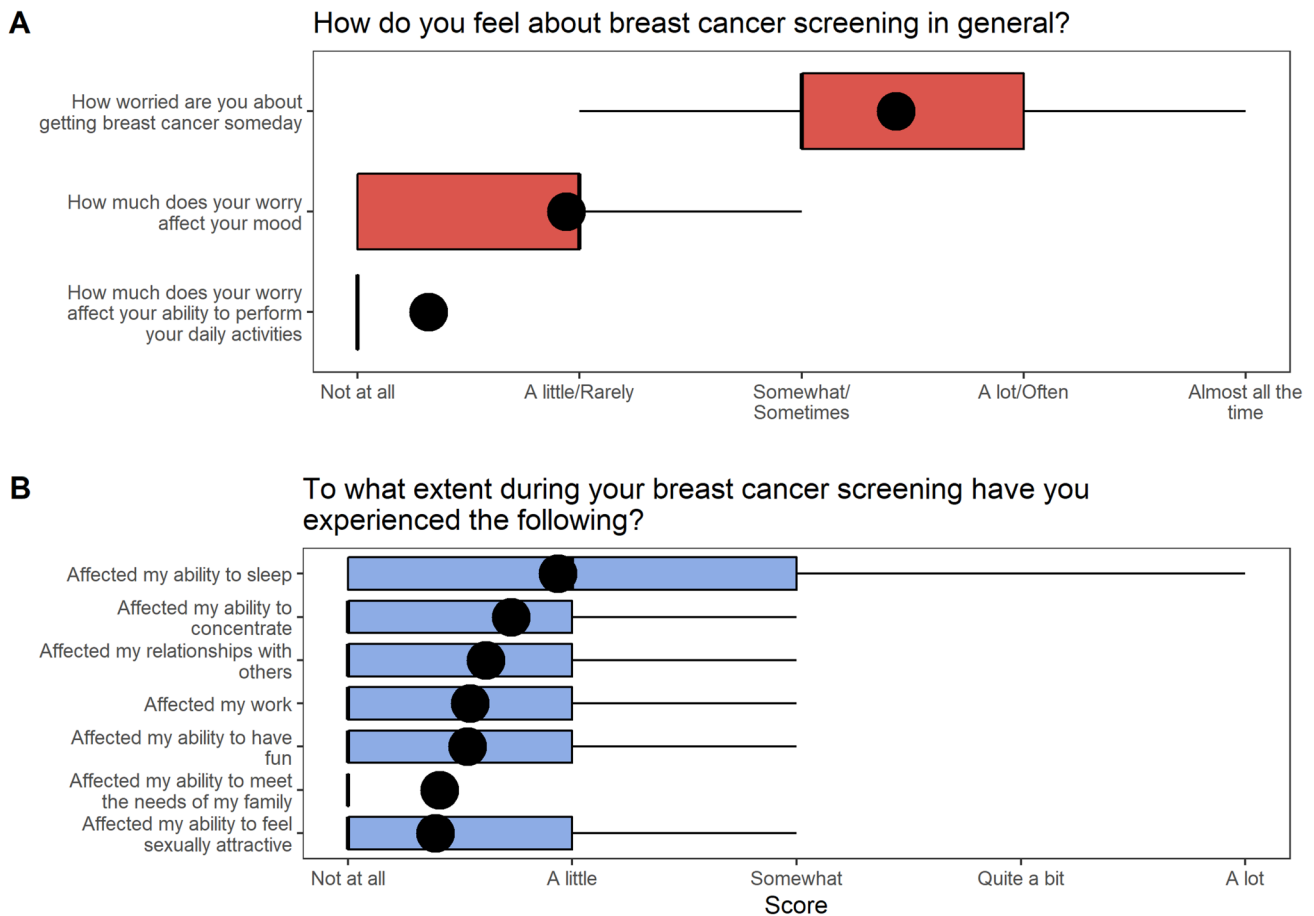 A
How do you feel about breast cancer screening in general?
How worried are you about
getting breast cancer someday
How much does your worry
affect your mood
How much does your worry
affect your ability to perform
your daily activities
Not at all
A little/Rarely
Somewhat/
Sometimes
A lot/Often
Almost all the
time
B
To what extent during your breast cancer screening have you
experienced the following?
Affected my ability to sleep
Affected my ability to
concentrate
Affected my relationships with
others
Affected my work
Affected my ability to have
fun
Affected my ability to meet
the needs of my family
Affected my ability to feel
sexually attractive
Not at all
A little
Somewhat
Quite a bit
A lot
Score